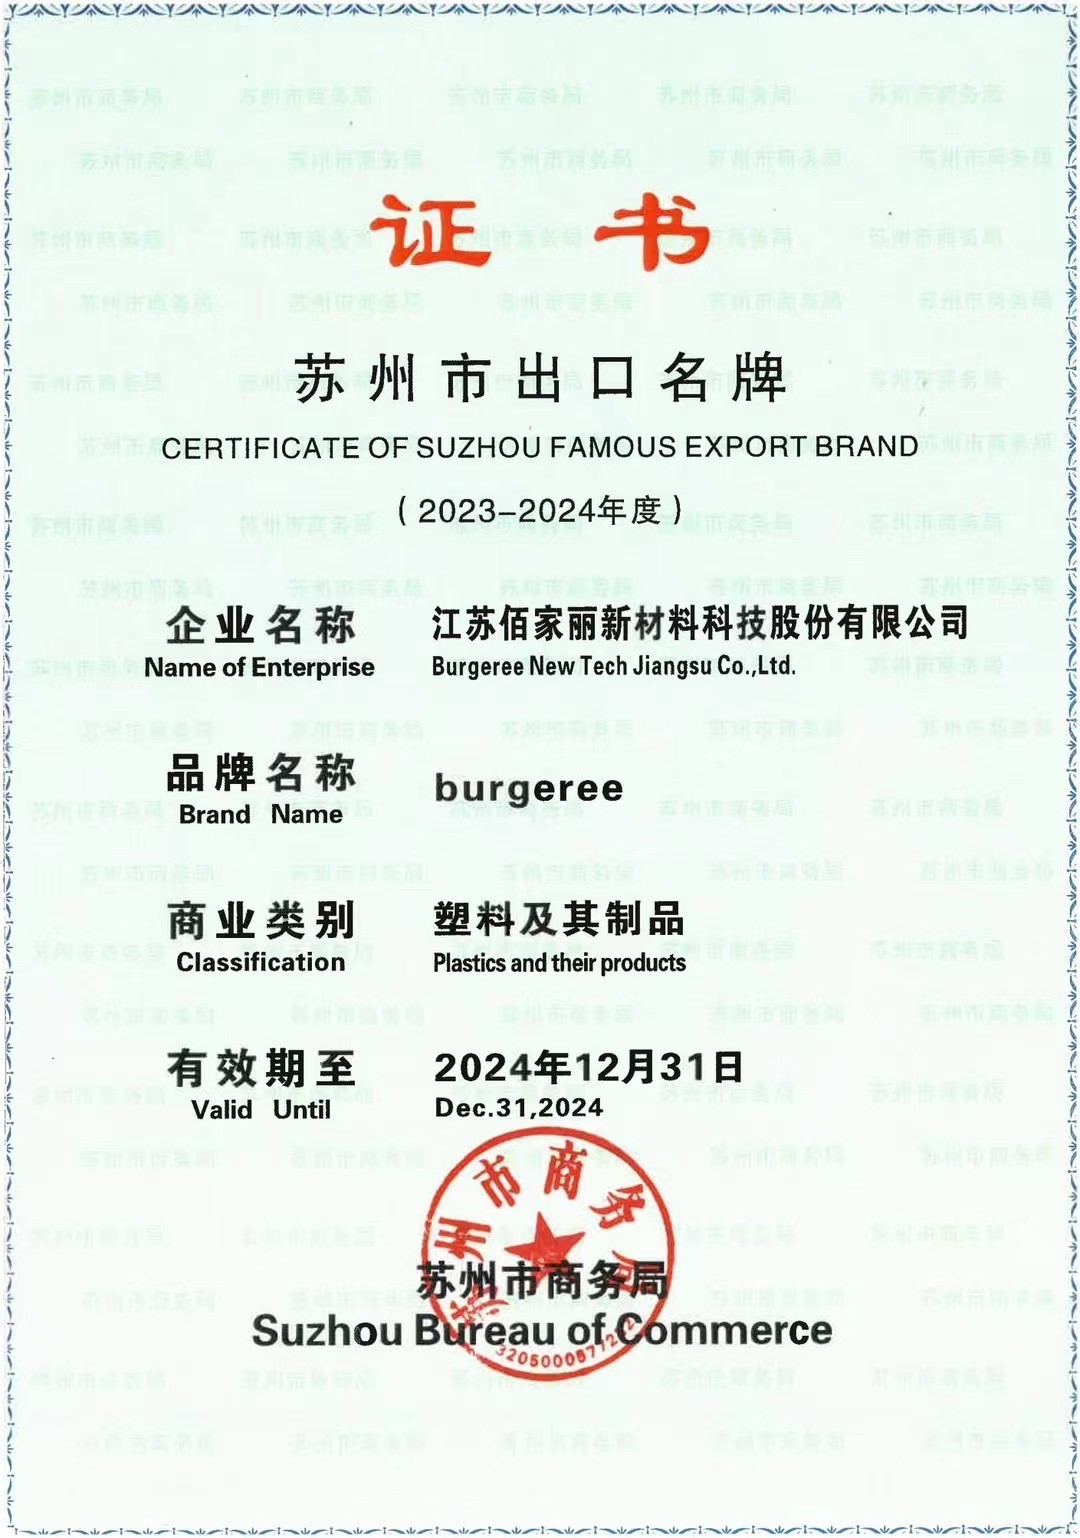 证书
苏州市出口名牌
CERTIFICATE OF SUZHOU FAMOUS EXPORT BRAND
（2023-2024年度）
企业名称 江苏佰家丽新材料科技股份有限公司
Name of Enterprise Burgeree New Tech Jiangsu Co.,Ltd.
品牌名称 burgeree
Brand Name
商业类别 塑料及其制品
Classification Plastics and their products
有效期至 2024年12月31日
Valid Until Dec.31,2024
苏州市商务局
苏州市商务局
Suzhou Bureau of Commerce